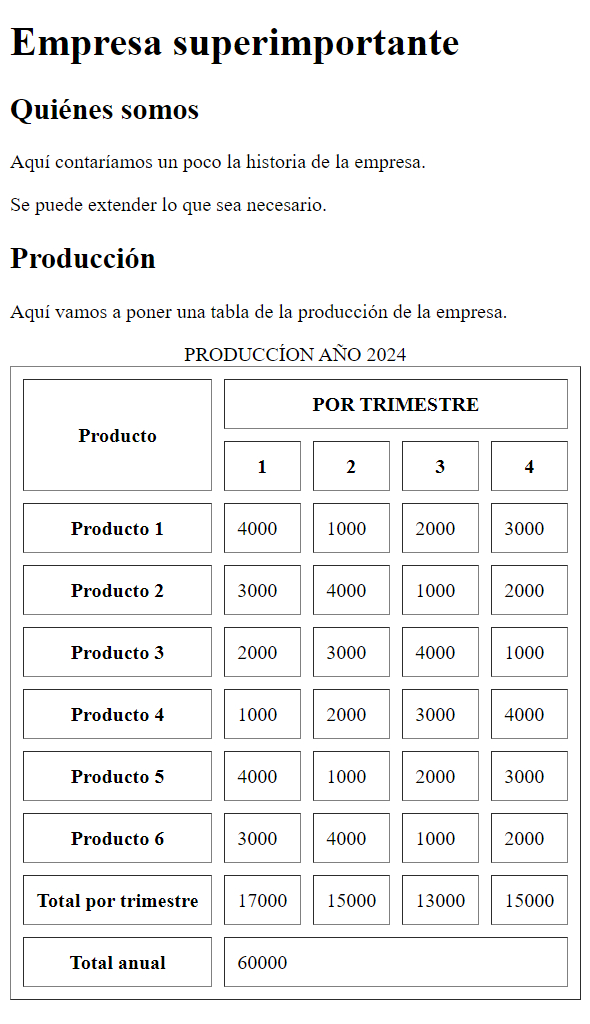 Empresa superimportante
Quiénes somos
Aquí contaríamos un poco la historia de la empresa.
Se puede extender lo que sea necesario.
Producción
Aquí vamos a poner una tabla de la producción de la empresa.
PRODUCCÍON AÑO 2024
Producto POR TRIMESTRE
1 2 3 4
Producto 1 4000 1000 2000 3000
Producto 2 3000 4000 1000 2000
Producto 3 2000 3000 4000 1000
Producto 4 1000 2000 3000 4000
Producto 5 4000 1000 2000 3000
Producto 6 3000 4000 1000 2000
Total por trimestre 17000 15000 13000 15000
Total anual 60000